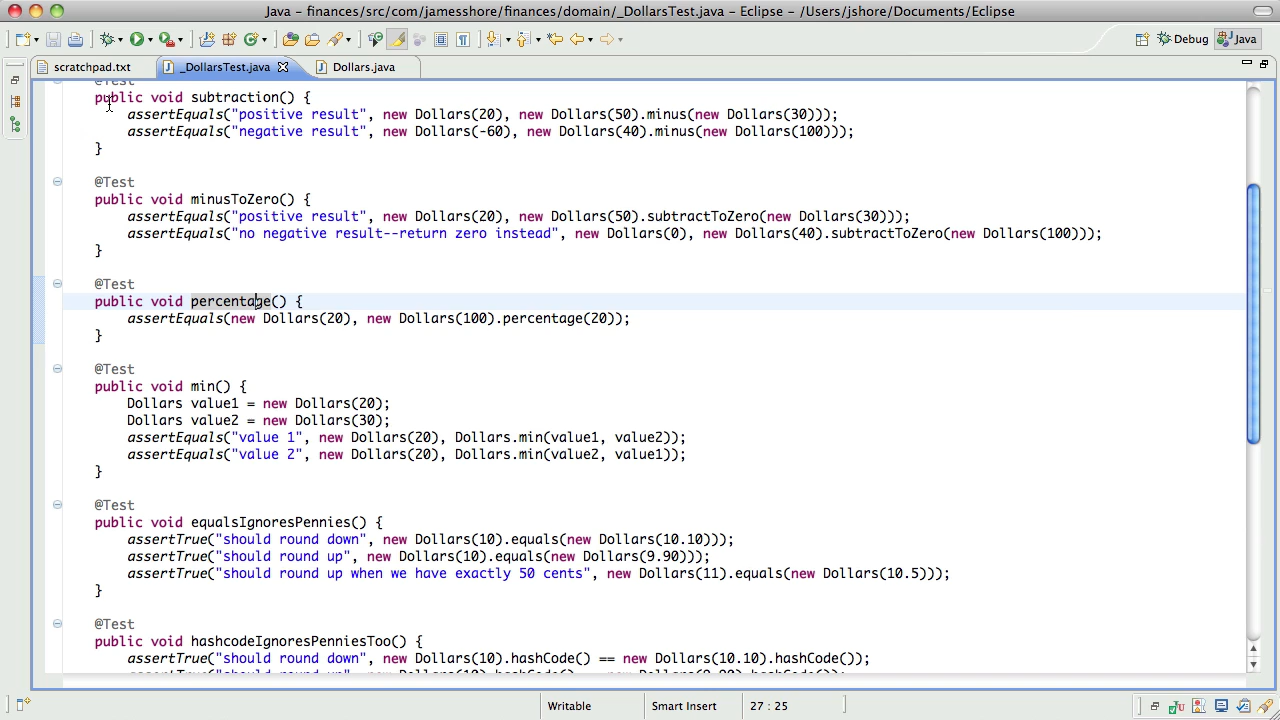 Java – finances/src/com/jamesshore/finances/domain/_DollarsTest.java – Eclipse – /Users/jshore/Documents/Eclipse
Debug Java
scratchpad.txt _DollarsTest.java Dollars.java
@Test
public void subtraction() {
assertEquals("positive result", new Dollars(20), new Dollars(50).minus(new Dollars(30)));
assertEquals("negative result", new Dollars(-60), new Dollars(40).minus(new Dollars(100)));
}
@Test
public void minusToZero() {
assertEquals("positive result", new Dollars(20), new Dollars(50).subtractToZero(new Dollars(30)));
assertEquals("no negative result--return zero instead", new Dollars(0), new Dollars(40).subtractToZero(new Dollars(100)));
}
@Test
public void percentage() {
assertEquals(new Dollars(20), new Dollars(100).percentage(20));
}
@Test
public void min() {
Dollars value1 = new Dollars(20);
Dollars value2 = new Dollars(30);
assertEquals("value 1", new Dollars(20), Dollars.min(value1, value2));
assertEquals("value 2", new Dollars(20), Dollars.min(value2, value1));
}
@Test
public void equalsIgnoresPennies() {
assertTrue("should round down", new Dollars(10).equals(new Dollars(10.10)));
assertTrue("should round up", new Dollars(10).equals(new Dollars(9.90)));
assertTrue("should round up when we have exactly 50 cents", new Dollars(11).equals(new Dollars(10.5)));
}
@Test
public void hashcodeIgnoresPenniesToo() {
assertTrue("should round down", new Dollars(10).hashCode() == new Dollars(10.10).hashCode());
Writable Smart Insert 27 : 25